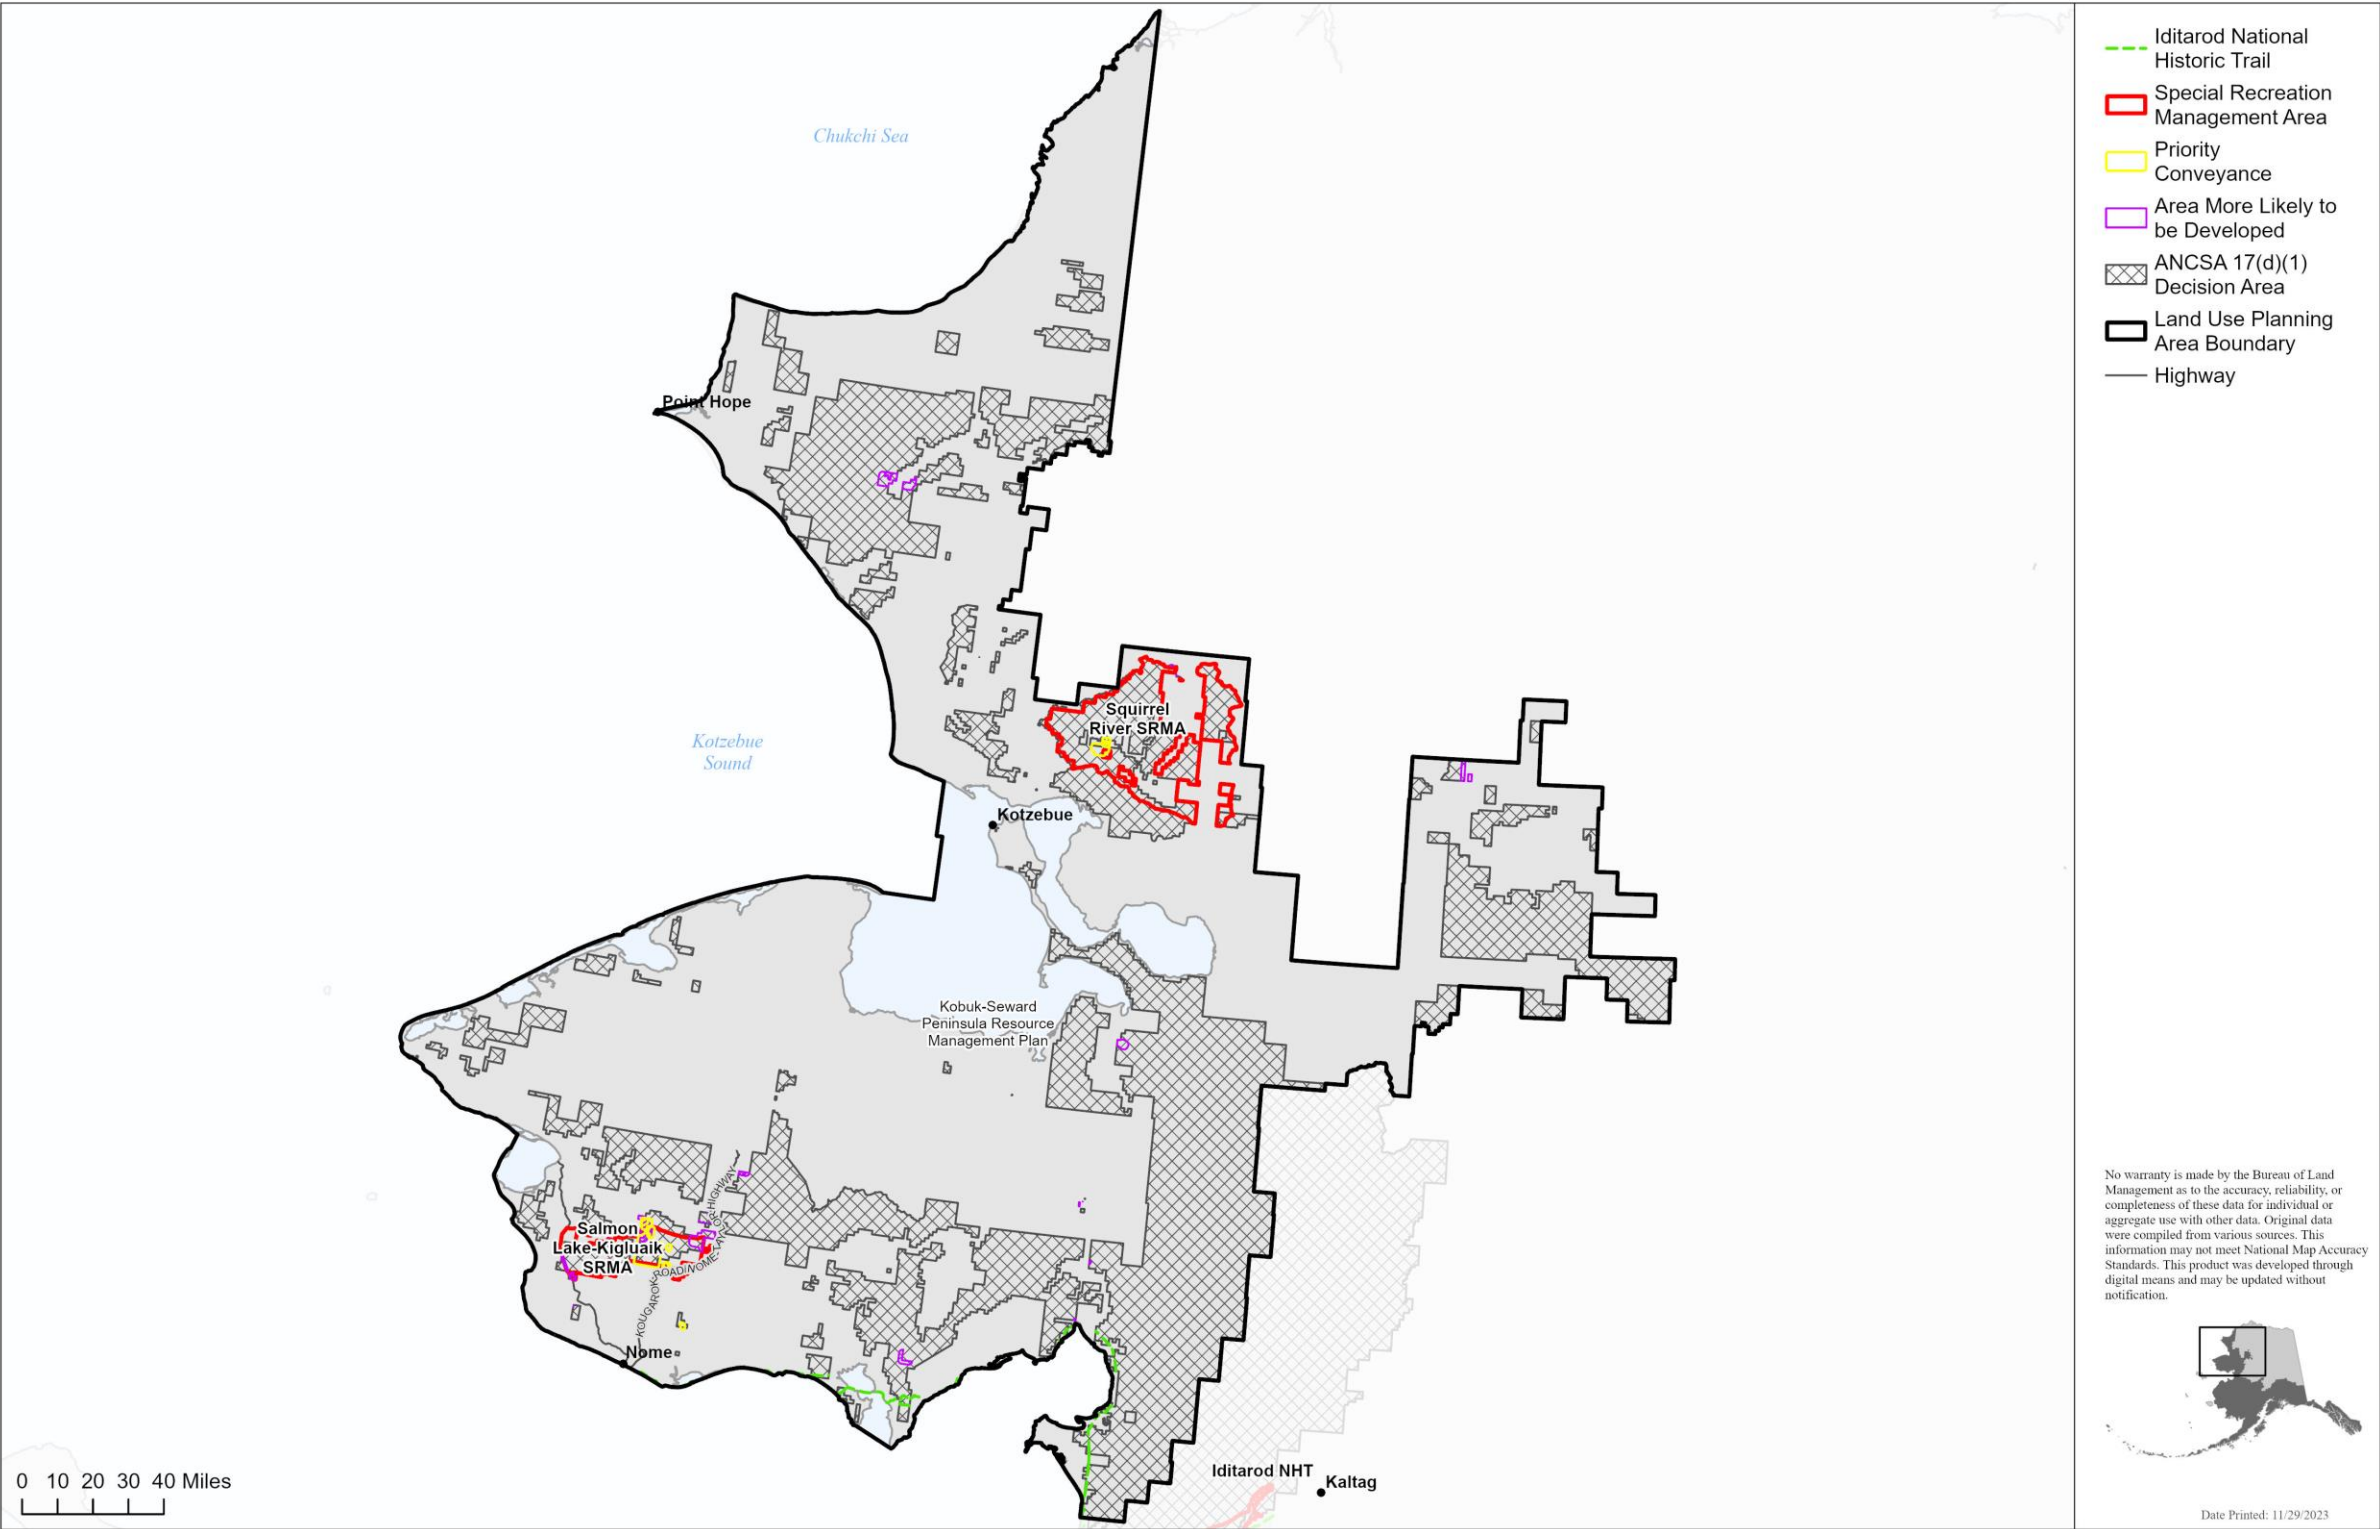 Chukchi Sea
Point Hope
Squirrel
River SRMA
Kotzebue
Sound
Kotzebue
Kobuk-Seward
Peninsula Resource
Management Plan
Salmon
Lake-Kigluaik
SRMA
HIGHWAY
ROAD/NOME-TAYLOR
KOUGAROK
Nome
Iditarod NHT
Kaltag
0 10 20 30 40 Miles
Iditarod National
Historic Trail
Special Recreation
Management Area
Priority
Conveyance
Area More Likely to
be Developed
ANCSA 17(d)(1)
Decision Area
Land Use Planning
Area Boundary
Highway
No warranty is made by the Bureau of Land
Management as to the accuracy, reliability, or
completeness of these data for individual or
aggregate use with other data. Original data
were compiled from various sources. This
information may not meet National Map Accuracy
Standards. This product was developed through
digital means and may be updated without
notification.
Date Printed: 11/29/2023